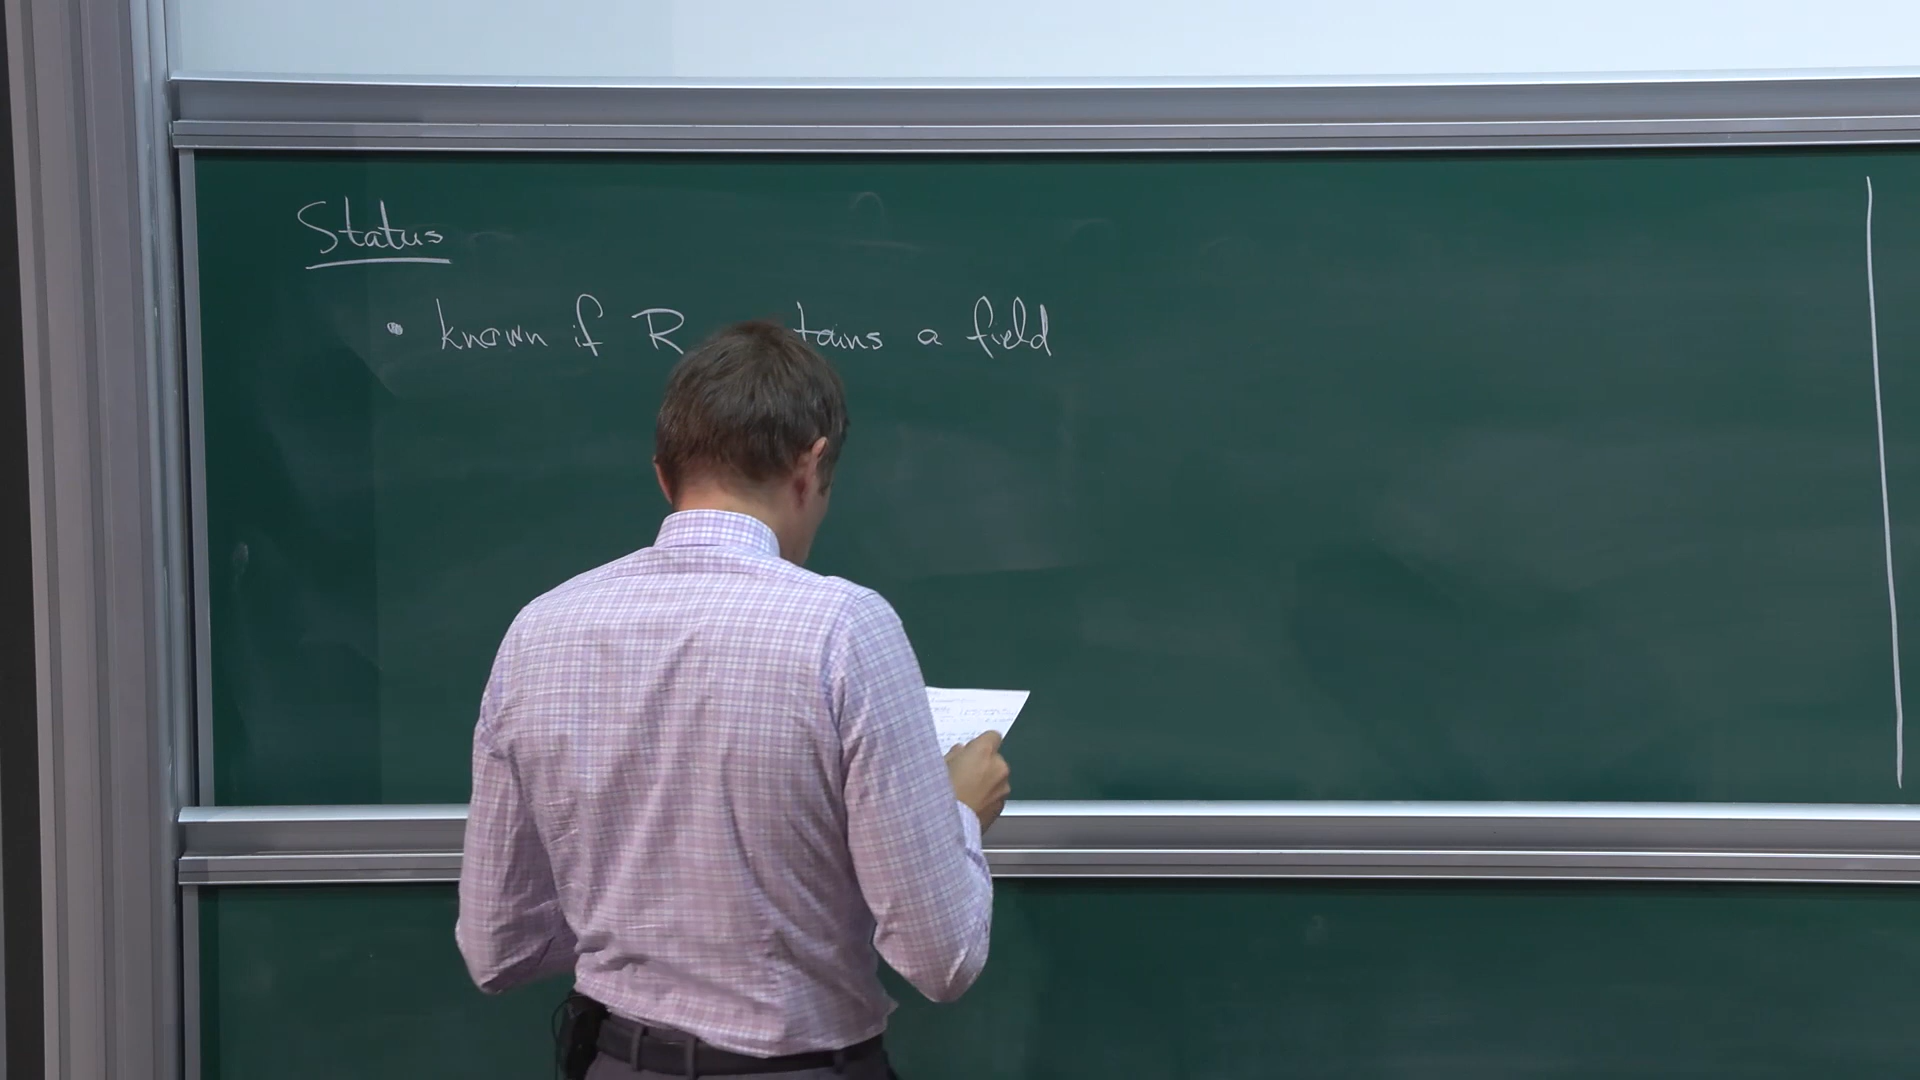 Status
• known if R tains a field